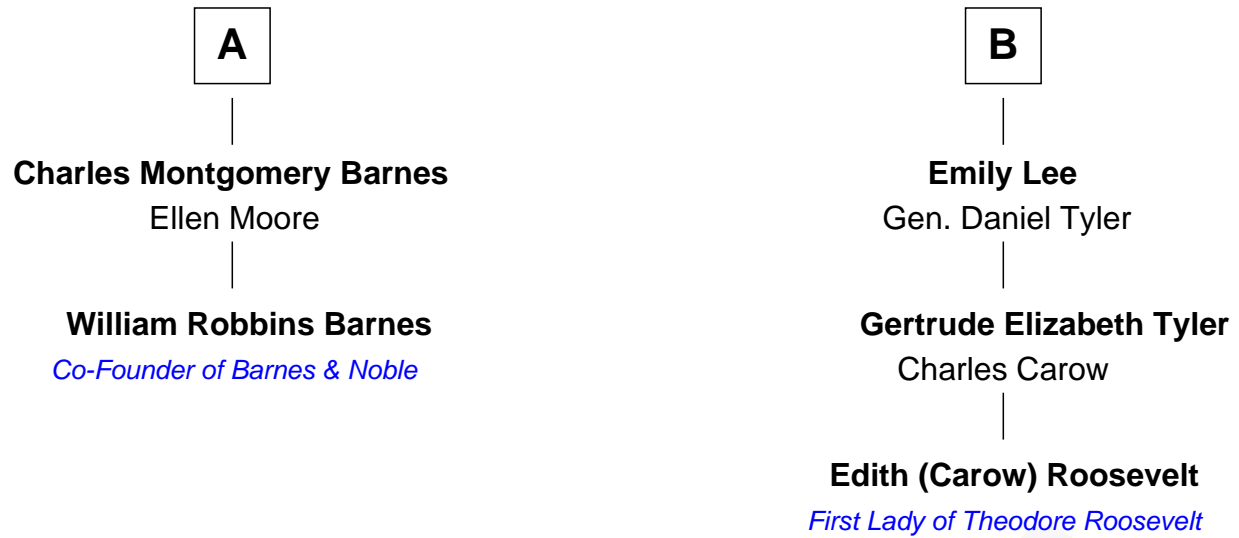 A
Charles Montgomery Barnes
Ellen Moore
William Robbins Barnes
Co-Founder of Barnes & Noble
B
Emily Lee
Gen. Daniel Tyler
Gertrude Elizabeth Tyler
Charles Carow
Edith (Carow) Roosevelt
First Lady of Theodore Roosevelt